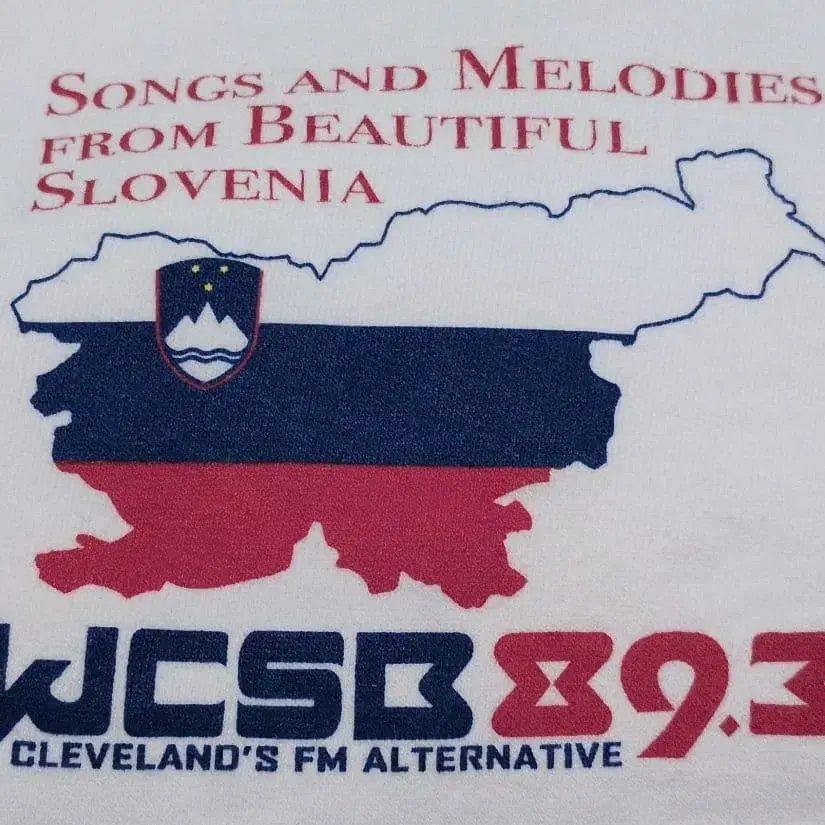 SONGS AND MELODIES
FROM BEAUTIFUL
SLOVENIA
WCSB 89.3
CLEVELAND'S FM ALTERNATIVE